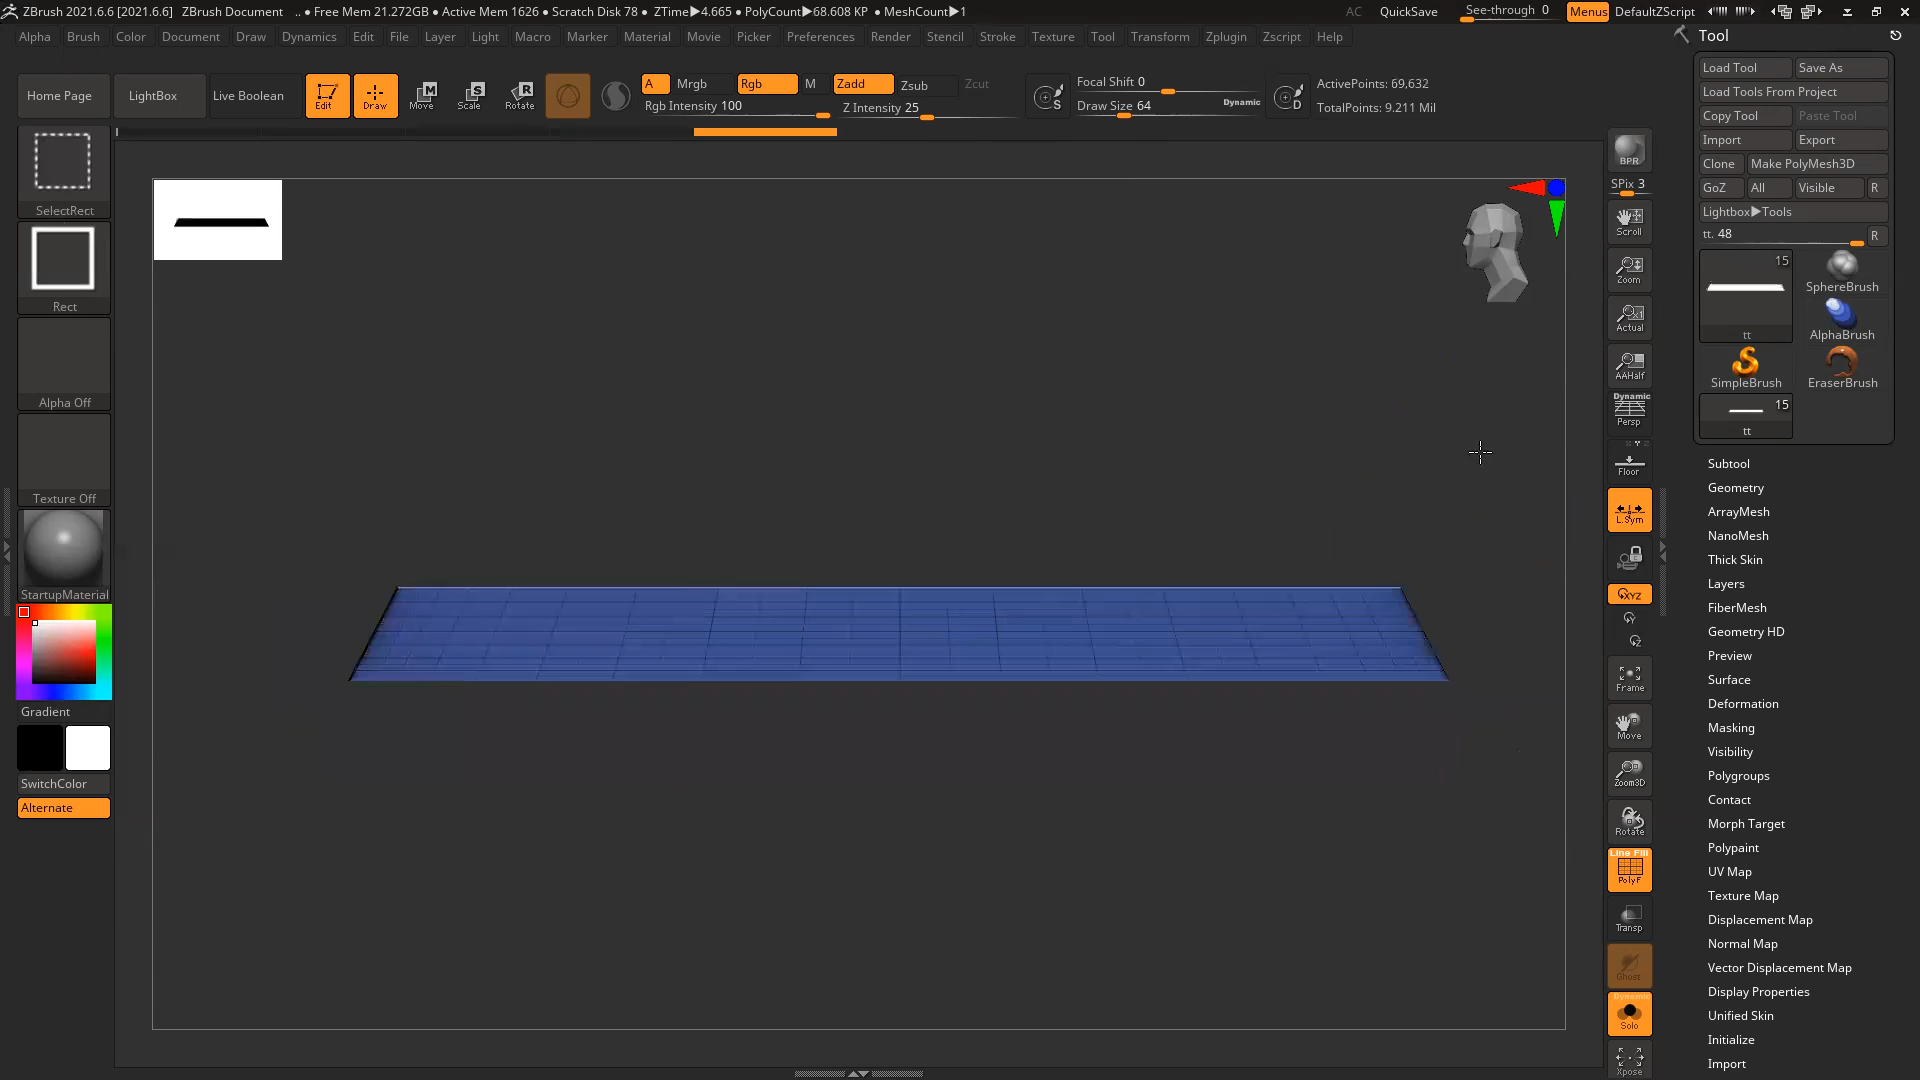 ZBrush 2021.6.6 [2021.6.6] ZBrush Document .. ● Free Mem 21.272GB ● Active Mem 1626 ● Scratch Disk 78 ● ZTime▶4.665 ● PolyCount▶68.608 KP ● MeshCount▶1 AC QuickSave See-through 0 Menus DefaultZScript
Alpha Brush Color Document Draw Dynamics Edit File Layer Light Macro Marker Material Movie Picker Preferences Render Stencil Stroke Texture Tool Transform Zplugin Zscript Help
Home Page LightBox Live Boolean Edit Draw Move Scale Rotate
M S R
A Mrgb Rgb M Zadd Zsub Zcut
Rgb Intensity 100 Z Intensity 25
S Focal Shift 0
Draw Size 64 Dynamic
D ActivePoints: 69,632
TotalPoints: 9.211 Mil
SelectRect
Rect
Alpha Off
Texture Off
StartupMaterial
Gradient
SwitchColor
Alternate
BPR
SPix 3
Scroll
Zoom
Actual
AAHalf
Dynamic
Persp
Floor
L.Sym
XYZ
Y
Z
Frame
Move
Zoom3D
Rotate
Line Fill
PolyF
Transp
Ghost
Dynamic
Solo
Xpose
Tool
Load Tool Save As
Load Tools From Project
Copy Tool Paste Tool
Import Export
Clone Make PolyMesh3D
GoZ All Visible R
Lightbox▶Tools
tt. 48 R
15
tt
SphereBrush
AlphaBrush
SimpleBrush EraserBrush
15
tt
Subtool
Geometry
ArrayMesh
NanoMesh
Thick Skin
Layers
FiberMesh
Geometry HD
Preview
Surface
Deformation
Masking
Visibility
Polygroups
Contact
Morph Target
Polypaint
UV Map
Texture Map
Displacement Map
Normal Map
Vector Displacement Map
Display Properties
Unified Skin
Initialize
Import